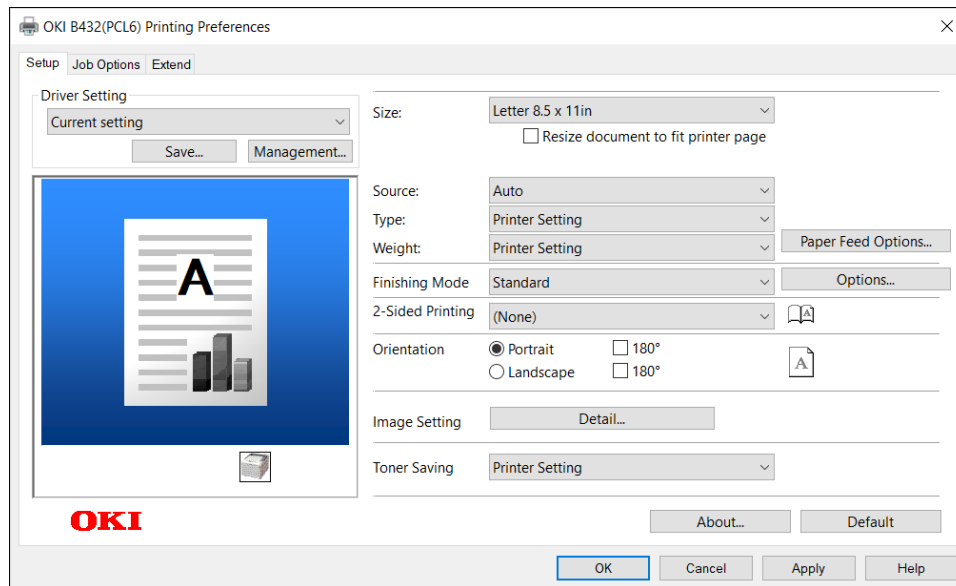 OKI B432(PCL6) Printing Preferences
Setup Job Options Extend
Driver Setting
Current setting
Save... Management...
A
OKI
Size: Letter 8.5 x 11in
Resize document to fit printer page
Source: Auto
Type: Printer Setting
Weight: Printer Setting Paper Feed Options...
Finishing Mode Standard Options...
2-Sided Printing (None) A
Orientation Portrait 180°
Landscape 180°
A
Image Setting Detail...
Toner Saving Printer Setting
About... Default
OK Cancel Apply Help